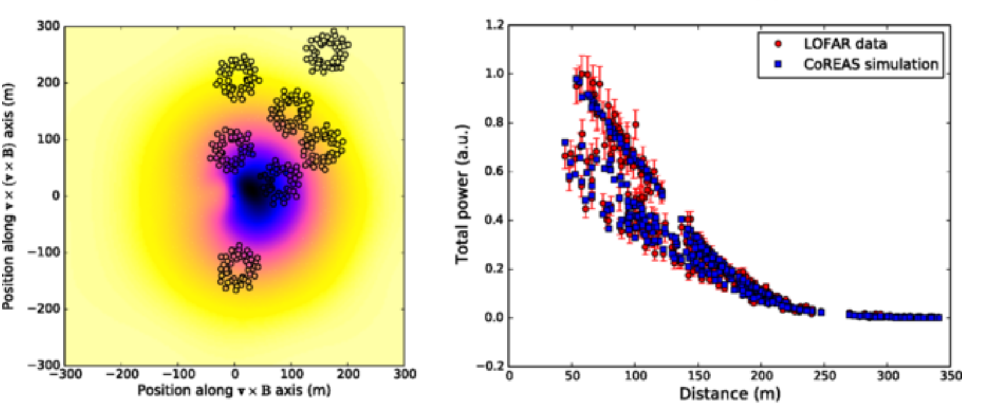 300
200
100
0
−100
−200
−300
−300 −200 −100 0 100 200 300
Position along v × B axis (m)
Position along v × (v × B) axis (m)
1.2
1.0
0.8
0.6
0.4
0.2
0.0
−0.2
0 50 100 150 200 250 300 350
Distance (m)
Total power (a.u.)
LOFAR data
CoREAS simulation